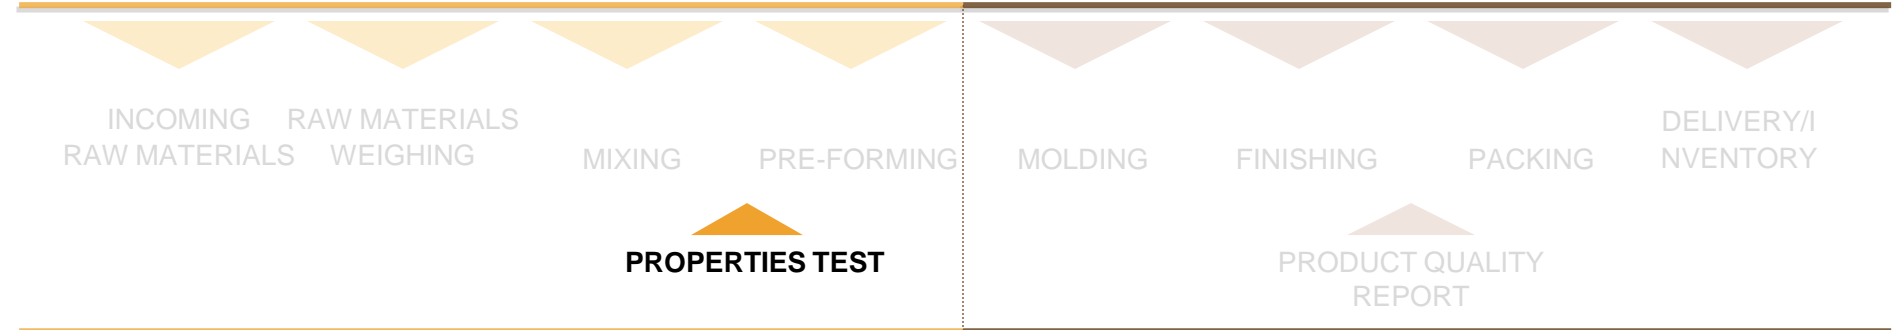 INCOMING
RAW MATERIALS
RAW MATERIALS
WEIGHING
MIXING
PRE-FORMING
MOLDING
FINISHING
PACKING
DELIVERY/I
NVENTORY
PROPERTIES TEST
PRODUCT QUALITY
REPORT